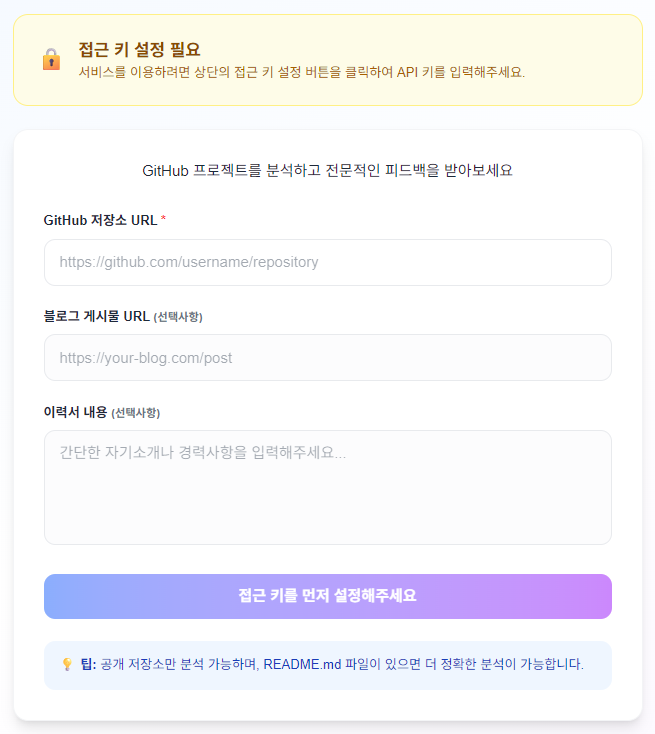 접근 키 설정 필요
서비스를 이용하려면 상단의 접근 키 설정 버튼을 클릭하여 API 키를 입력해주세요.
GitHub 프로젝트를 분석하고 전문적인 피드백을 받아보세요
GitHub 저장소 URL *
https://github.com/username/repository
블로그 게시물 URL (선택사항)
https://your-blog.com/post
이력서 내용 (선택사항)
간단한 자기소개나 경력사항을 입력해주세요...
접근 키를 먼저 설정해주세요
팁: 공개 저장소만 분석 가능하며, README.md 파일이 있으면 더 정확한 분석이 가능합니다.